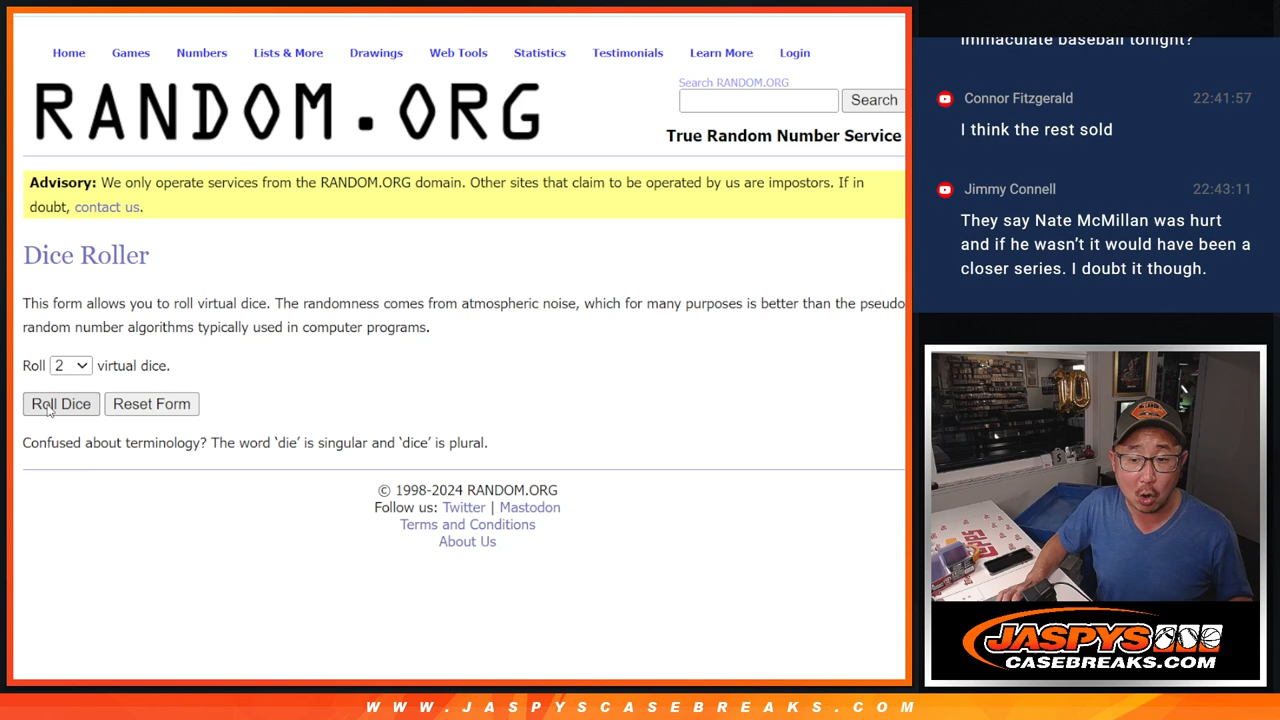 Home Games Numbers Lists & More Drawings Web Tools Statistics Testimonials Learn More Login
RANDOM.ORG
Search RANDOM.ORG
Search
True Random Number Service
Advisory: We only operate services from the RANDOM.ORG domain. Other sites that claim to be operated by us are impostors. If in
doubt, contact us.
Dice Roller
This form allows you to roll virtual dice. The randomness comes from atmospheric noise, which for many purposes is better than the pseudo
random number algorithms typically used in computer programs.
Roll 2 virtual dice.
Roll Dice Reset Form
Confused about terminology? The word ‘die’ is singular and ‘dice’ is plural.
© 1998-2024 RANDOM.ORG
Follow us: Twitter | Mastodon
Terms and Conditions
About Us
immaculate baseball tonight?
Connor Fitzgerald 22:41:57
I think the rest sold
Jimmy Connell 22:43:11
They say Nate McMillan was hurt
and if he wasn’t it would have been a
closer series. I doubt it though.
10
JASPYS
CASEBREAKS.COM
WWW.JASPYSCASEBREAKS.COM